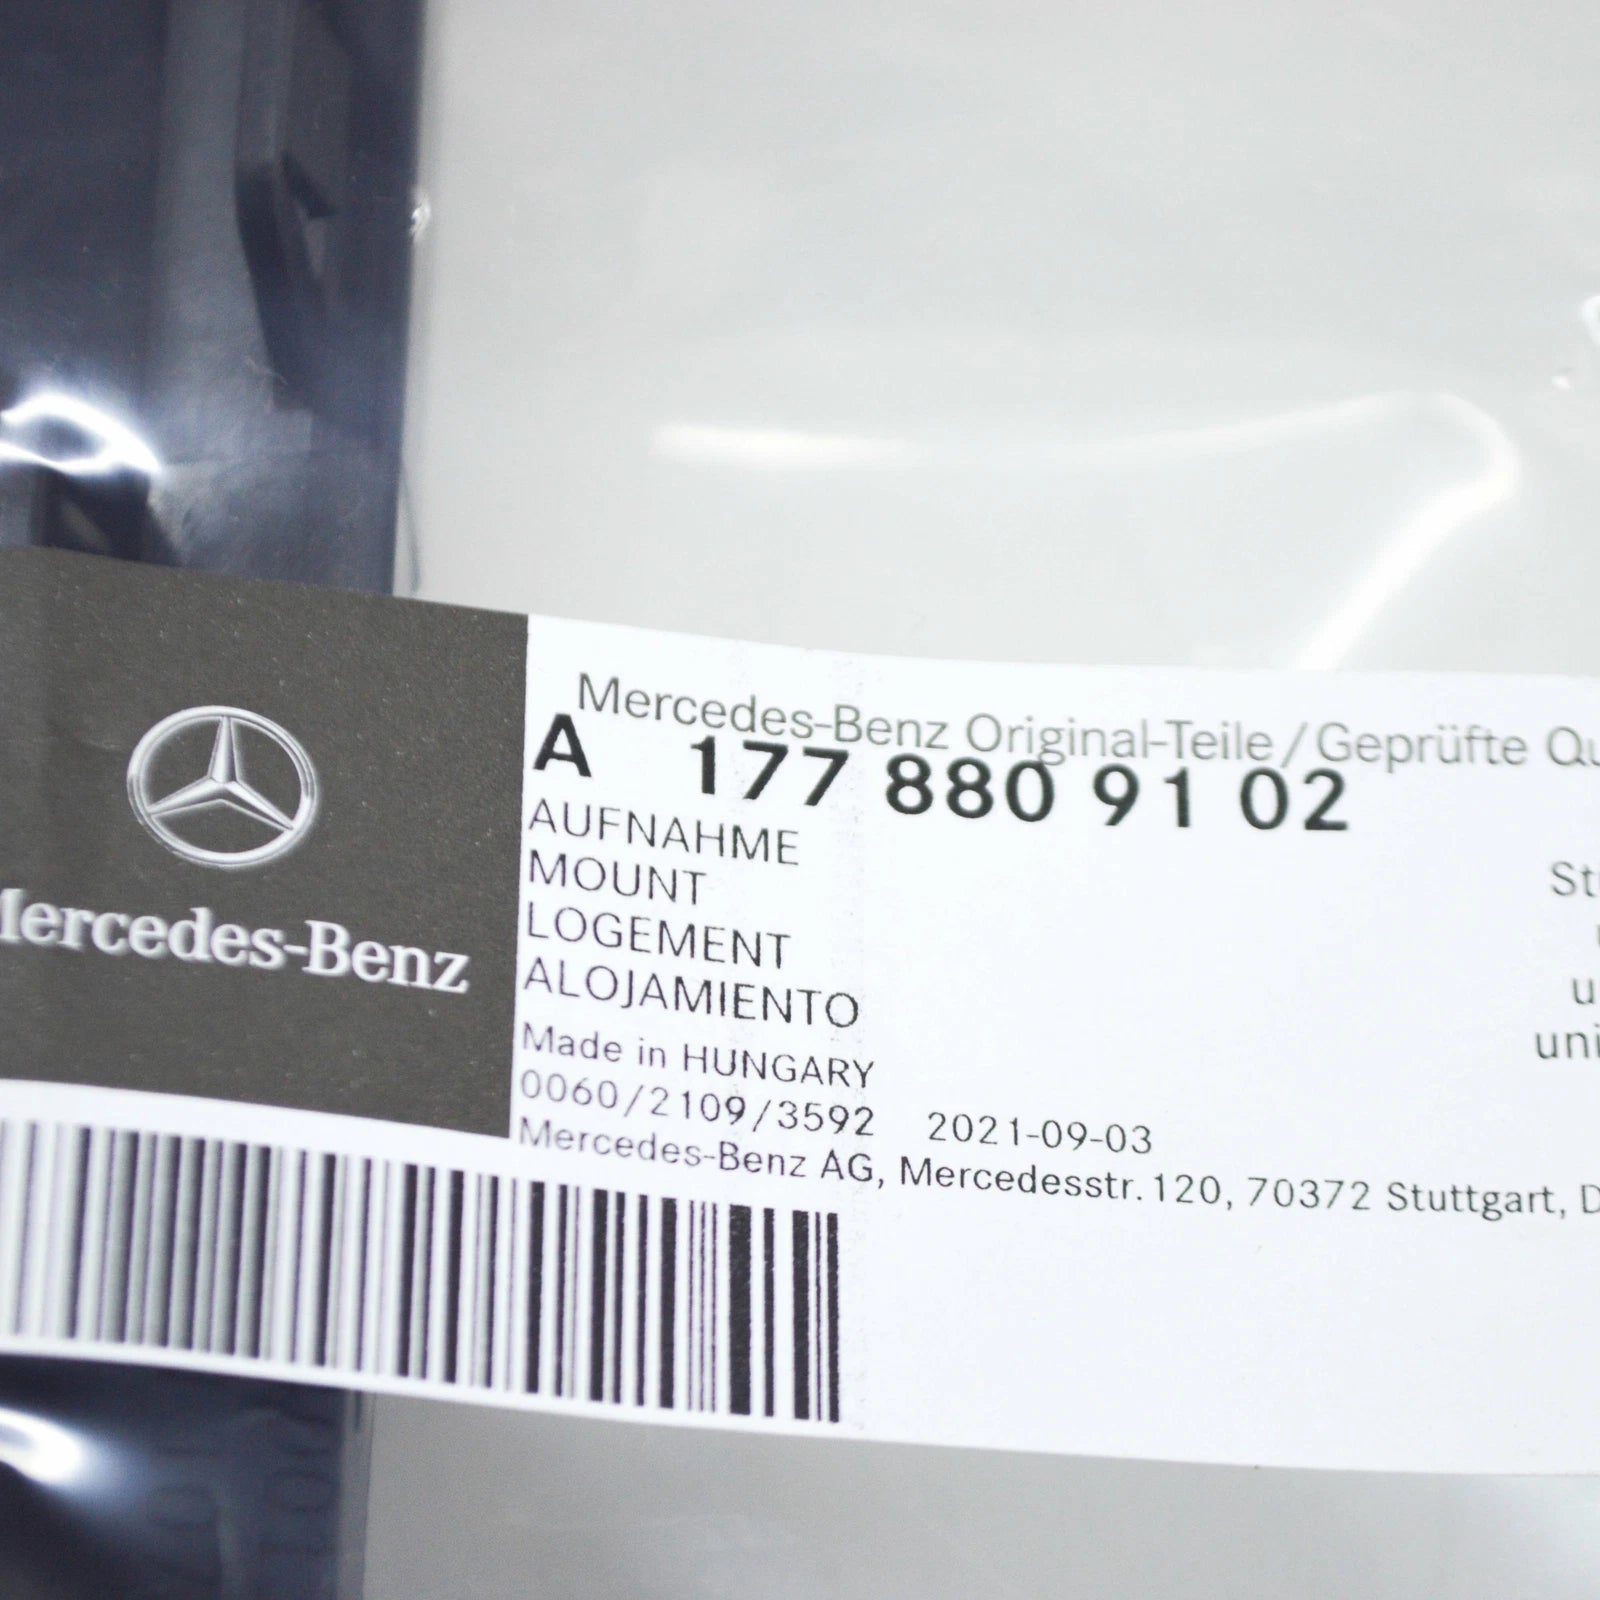 Mercedes-Benz
Mercedes-Benz Original-Teile/Geprüfte
A 177 880 91 02
AUFNAHME
MOUNT
LOGEMENT
ALOJAMIENTO
Made in HUNGARY
0060/2109/3592 2021-09-03
Mercedes-Benz AG, Mercedesstr. 120, 70372 Stuttgart,